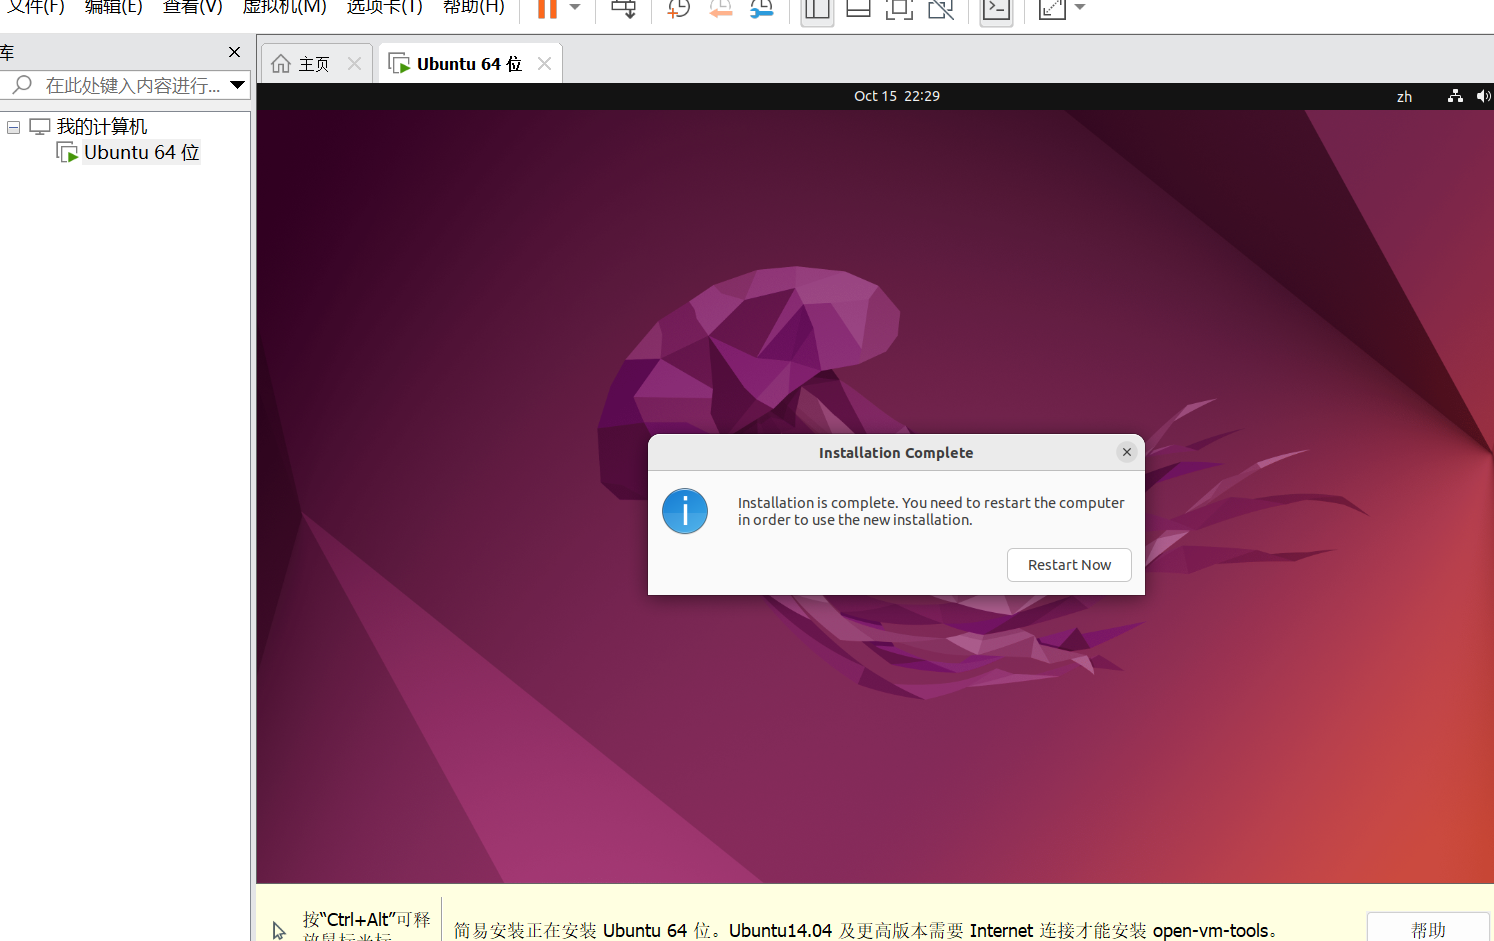 文件(F) 编辑(E) 查看(V) 虚拟机(M) 选项卡(T) 帮助(H)
库
在此处键入内容进行...
我的计算机
Ubuntu 64 位
主页
Ubuntu 64 位
Oct 15 22:29
zh
Installation Complete
Installation is complete. You need to restart the computer
in order to use the new installation.
Restart Now
按“Ctrl+Alt”可释
放鼠标光标
简易安装正在安装 Ubuntu 64 位。Ubuntu14.04 及更高版本需要 Internet 连接才能安装 open-vm-tools。
帮助